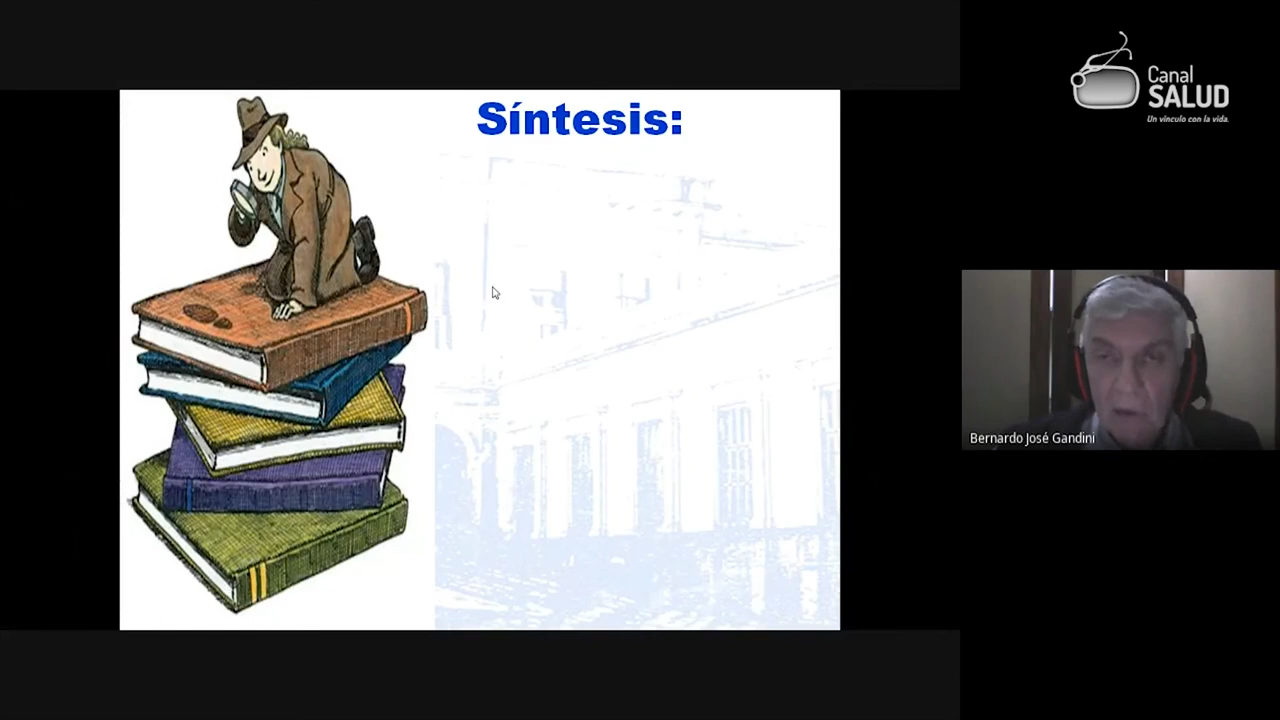 Síntesis:
Canal
SALUD
Un vínculo con la vida.
Bernardo José Gandini